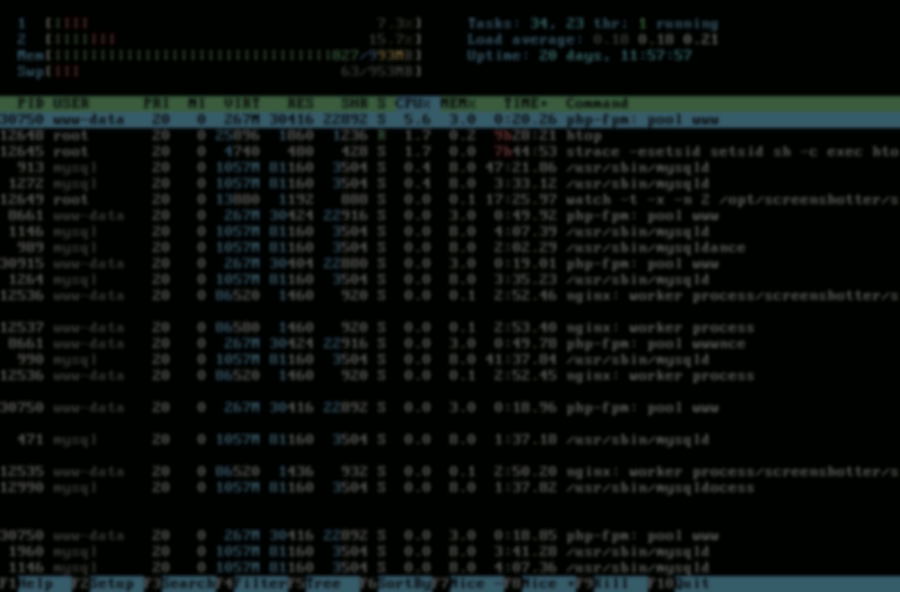 1 [||||| 7.3%] Tasks: 34, 23 thr; 1 running
2 [|||||||| 15.7%] Load average: 0.18 0.18 0.21
Mem[||||||||||||||||||||||||||||||||827/993MB] Uptime: 20 days, 11:57:57
Swp[||| 63/953MB]
PID USER PRI NI VIRT RES SHR S CPU% MEM% TIME+ Command
30750 www-data 20 0 267M 30416 22892 S 5.6 3.0 0:20.26 php-fpm: pool www
12648 root 20 0 25096 1860 1236 R 1.7 0.2 9h28:21 htop
12645 root 20 0 4740 480 428 S 1.7 0.0 7h44:53 strace -esetsid setsid sh -c exec hto
913 mysql 20 0 1057M 81160 3504 S 0.4 8.0 47:21.86 /usr/sbin/mysqld
1272 mysql 20 0 1057M 81160 3504 S 0.4 8.0 3:33.12 /usr/sbin/mysqld
12649 root 20 0 13880 1192 888 S 0.0 0.1 17:25.97 watch -t -x -n 2 /opt/screenshotter/s
8661 www-data 20 0 267M 30424 22916 S 0.0 3.0 0:49.92 php-fpm: pool www
1146 mysql 20 0 1057M 81160 3504 S 0.0 8.0 4:07.39 /usr/sbin/mysqld
989 mysql 20 0 1057M 81160 3504 S 0.0 8.0 2:02.29 /usr/sbin/mysqldance
30915 www-data 20 0 267M 30404 22880 S 0.0 3.0 0:19.01 php-fpm: pool www
1264 mysql 20 0 1057M 81160 3504 S 0.0 8.0 3:35.23 /usr/sbin/mysqld
12536 www-data 20 0 86520 1460 920 S 0.0 0.1 2:52.46 nginx: worker process/screenshotter/s
12537 www-data 20 0 86580 1460 920 S 0.0 0.1 2:53.40 nginx: worker process
8661 www-data 20 0 267M 30424 22916 S 0.0 3.0 0:49.78 php-fpm: pool wwwnce
990 mysql 20 0 1057M 81160 3504 S 0.0 8.0 41:37.84 /usr/sbin/mysqld
12536 www-data 20 0 86520 1460 920 S 0.0 0.1 2:52.45 nginx: worker process
30750 www-data 20 0 267M 30416 22892 S 0.0 3.0 0:18.96 php-fpm: pool www
471 mysql 20 0 1057M 81160 3504 S 0.0 8.0 1:37.18 /usr/sbin/mysqld
12535 www-data 20 0 86520 1436 932 S 0.0 0.1 2:50.20 nginx: worker process/screenshotter/s
12990 mysql 20 0 1057M 81160 3504 S 0.0 8.0 1:37.02 /usr/sbin/mysqldocess
30750 www-data 20 0 267M 30416 22892 S 0.0 3.0 0:18.85 php-fpm: pool www
1960 mysql 20 0 1057M 81160 3504 S 0.0 8.0 3:41.28 /usr/sbin/mysqld
1146 mysql 20 0 1057M 81160 3504 S 0.0 8.0 4:07.36 /usr/sbin/mysqld
F1Help F2Setup F3SearchF4FilterF5Tree F6SortByF7Nice -F8Nice +F9Kill F10Quit